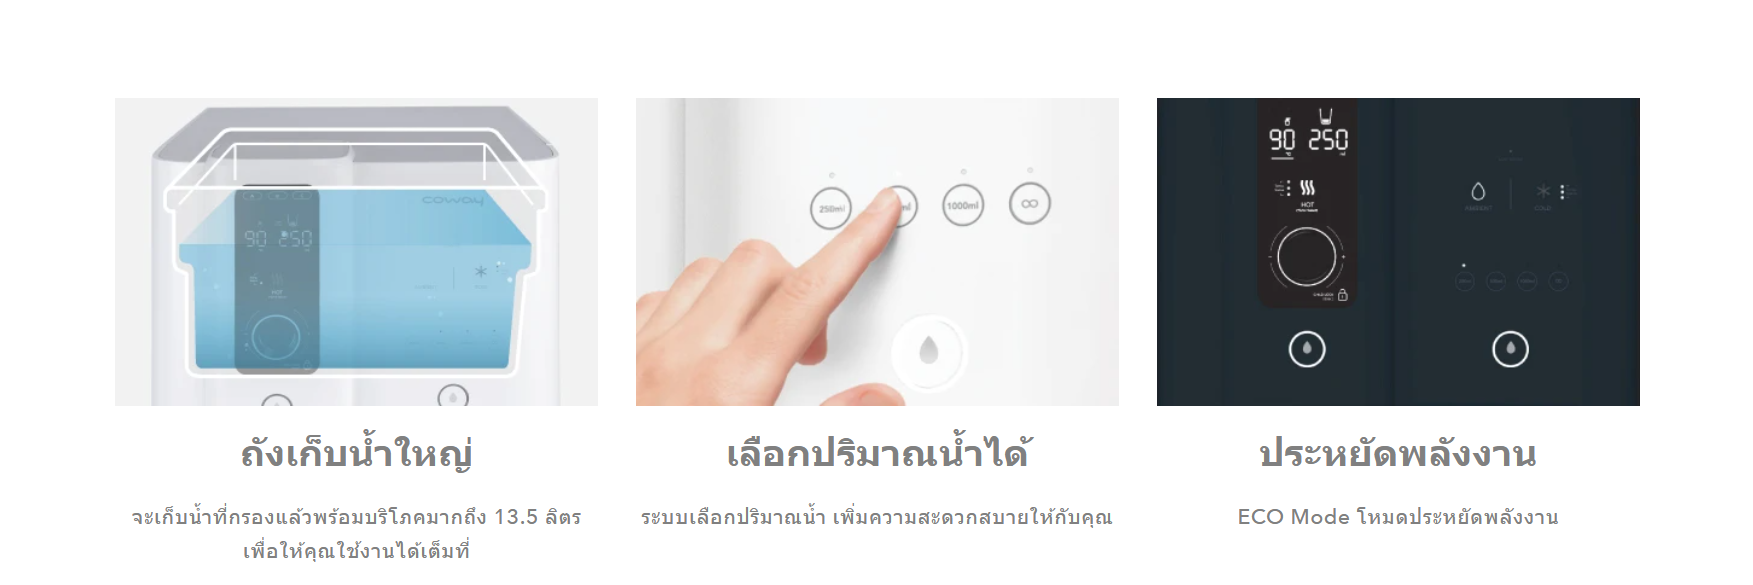 coway
90 250
HOT
250ml
1000ml
∞
90 250
HOT
ถังเก็บน้ำใหญ่
จะเก็บน้ำที่กรองแล้วพร้อมบริโภคมากถึง 13.5 ลิตร
เพื่อให้คุณใช้งานได้เต็มที่
เลือกปริมาณน้ำได้
ระบบเลือกปริมาณน้ำ เพิ่มความสะดวกสบายให้กับคุณ
ประหยัดพลังงาน
ECO Mode โหมดประหยัดพลังงาน